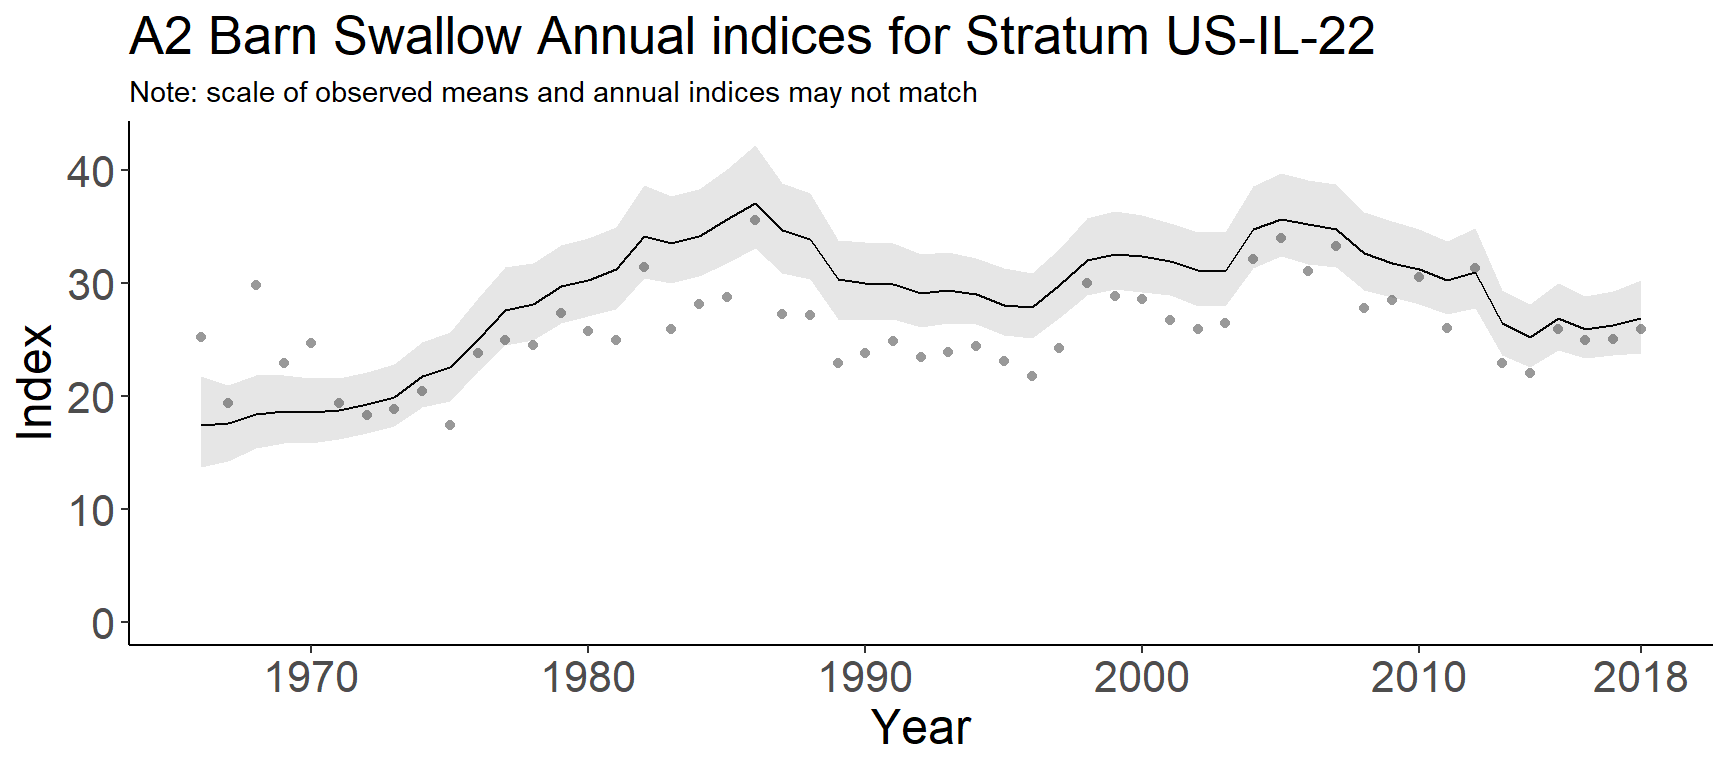 A2 Barn Swallow Annual indices for Stratum US-IL-22
Note: scale of observed means and annual indices may not match
40
30
20
10
0
Index
1970 1980 1990 2000 2010 2018
Year